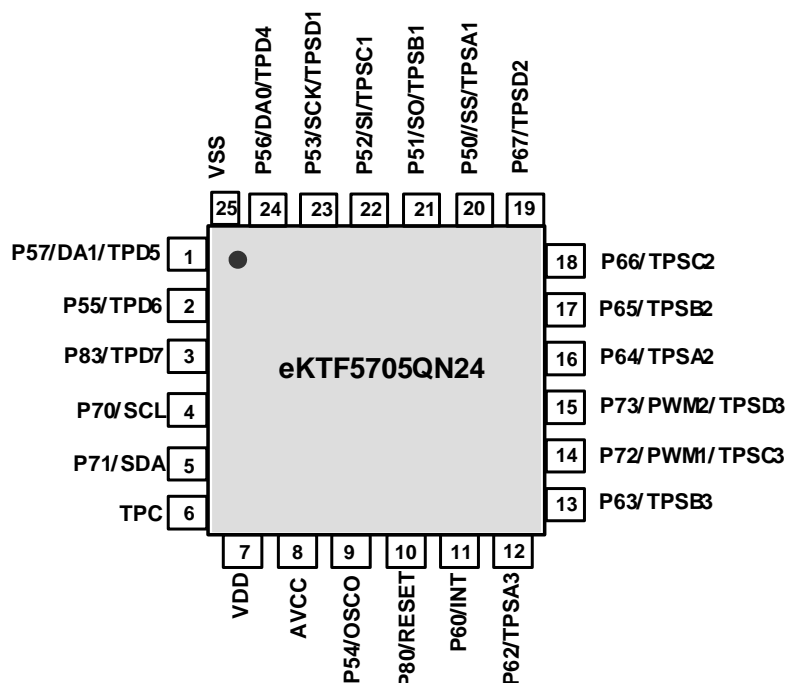 VSS
P56/DA0/TPD4
P53/SCK/TPSD1
P52/SI/TPSC1
P51/SO/TPSB1
P50//SS/TPSA1
P67/TPSD2
25
24
23
22
21
20
19
P57/DA1/TPD5 1
P55/TPD6 2
P83/TPD7 3
P70/SCL 4
P71/SDA 5
TPC 6
eKTF5705QN24
18 P66/TPSC2
17 P65/TPSB2
16 P64/TPSA2
15 P73/PWM2/TPSD3
14 P72/PWM1/TPSC3
13 P63/TPSB3
7
8
9
10
11
12
VDD
AVCC
P54/OSCO
P80/RESET
P60/INT
P62/TPSA3